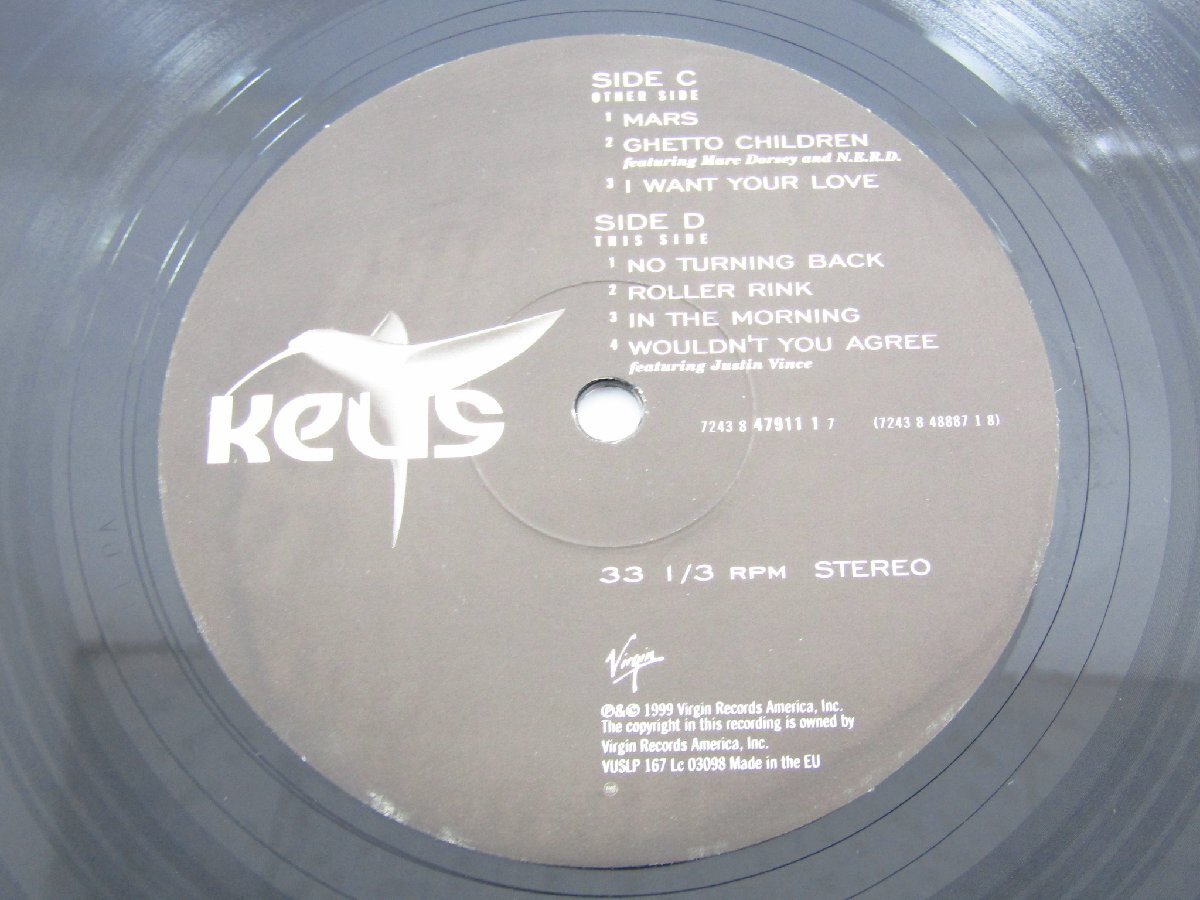 SIDE C
OTHER SIDE
1 MARS
2 GHETTO CHILDREN
featuring Marc Dorsey and N.E.R.D.
3 I WANT YOUR LOVE
SIDE D
THIS SIDE
1 NO TURNING BACK
2 ROLLER RINK
3 IN THE MORNING
4 WOULDN'T YOU AGREE
featuring Justin Vince
Keys
7243 8 47911 1 7 (7243 8 48887 1 8)
33 1/3 RPM STEREO
Virgin
℗&© 1999 Virgin Records America, Inc.
The copyright in this recording is owned by
Virgin Records America, Inc.
VUSLP 167 Lc 03098 Made in the EU